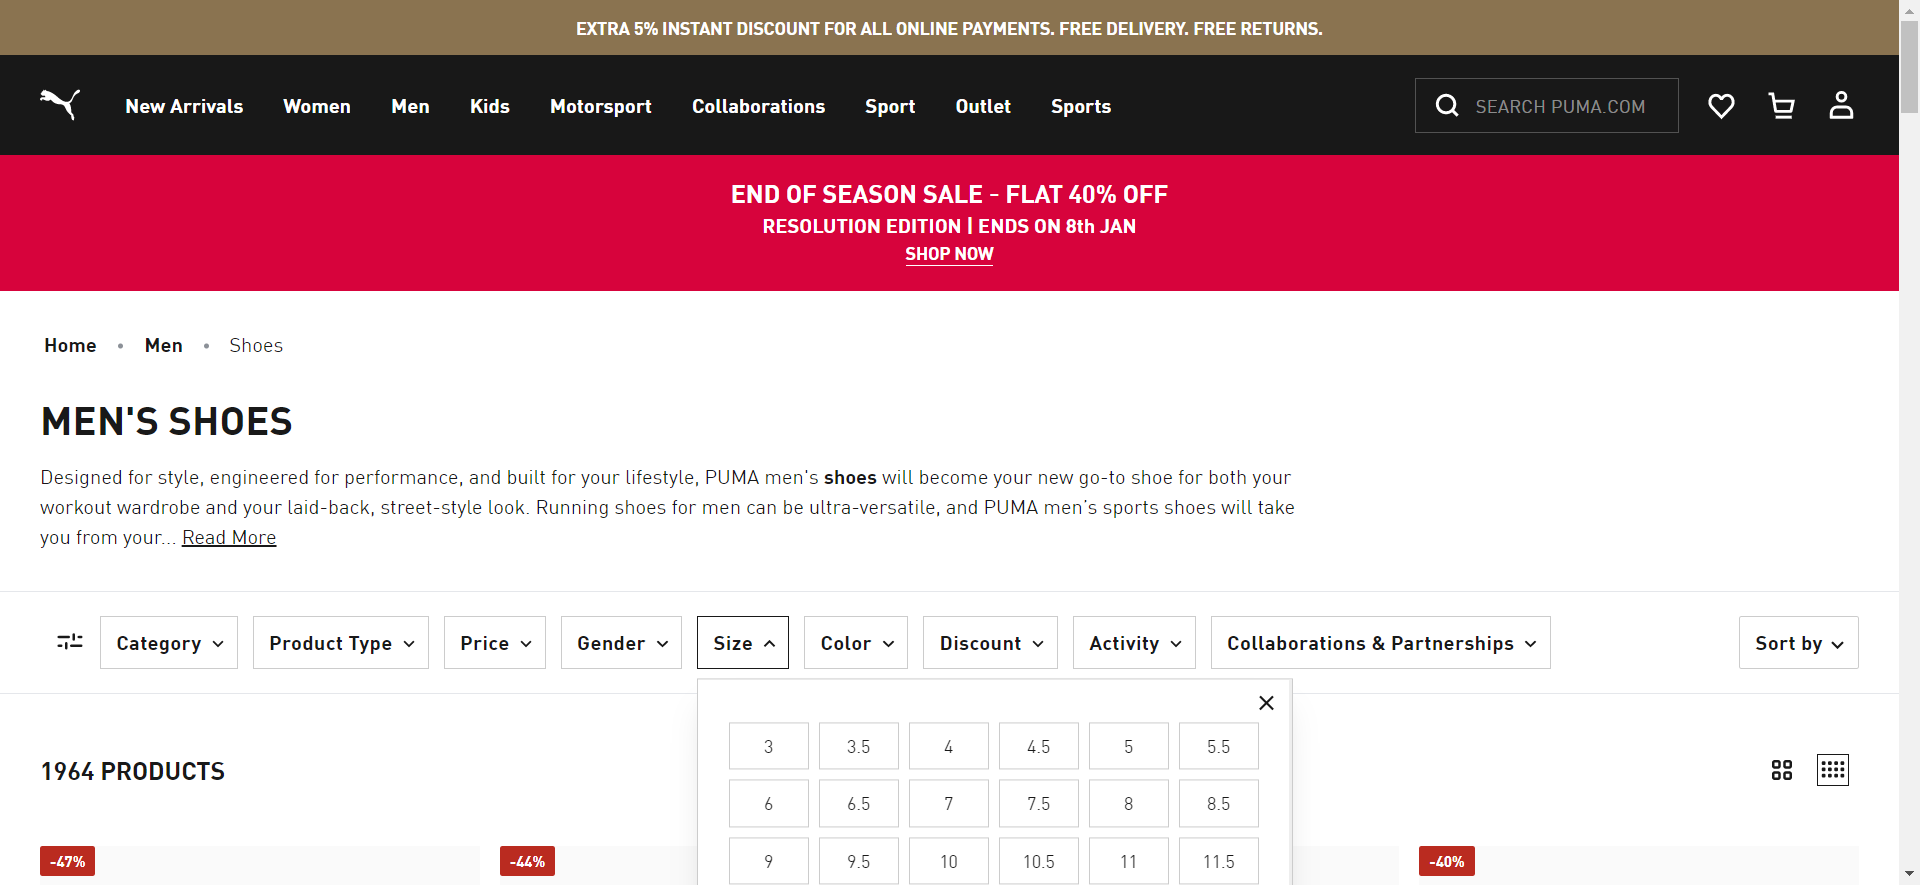 EXTRA 5% INSTANT DISCOUNT FOR ALL ONLINE PAYMENTS. FREE DELIVERY. FREE RETURNS.
New Arrivals Women Men Kids Motorsport Collaborations Sport Outlet Sports SEARCH PUMA.COM
END OF SEASON SALE - FLAT 40% OFF
RESOLUTION EDITION | ENDS ON 8th JAN
SHOP NOW
Home • Men • Shoes
MEN'S SHOES
Designed for style, engineered for performance, and built for your lifestyle, PUMA men's shoes will become your new go-to shoe for both your
workout wardrobe and your laid-back, street-style look. Running shoes for men can be ultra-versatile, and PUMA men's sports shoes will take
you from your... Read More
Category Product Type Price Gender Size Color Discount Activity Collaborations & Partnerships Sort by
3 3.5 4 4.5 5 5.5
1964 PRODUCTS
6 6.5 7 7.5 8 8.5
9 9.5 10 10.5 11 11.5
-47% -44% -40%